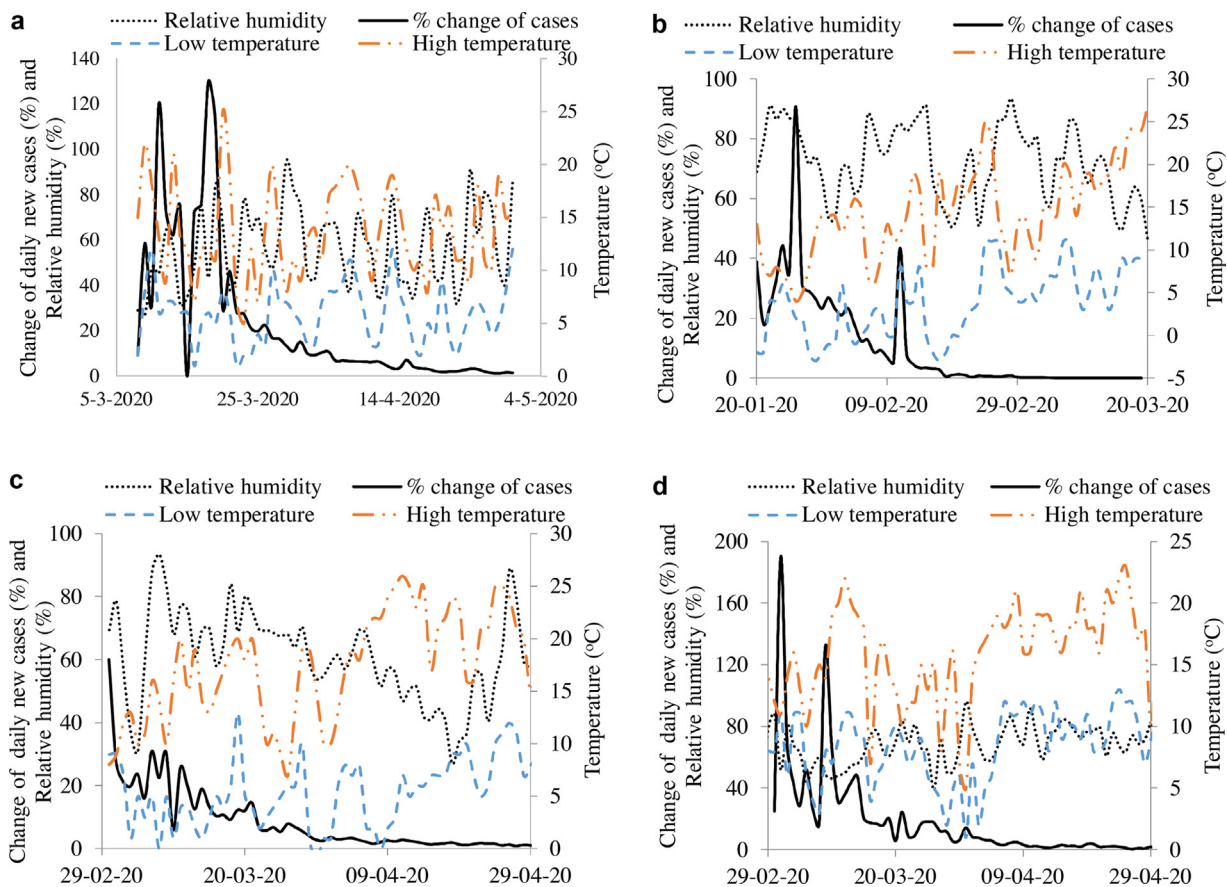 a
Relative humidity
% change of cases
Low temperature
High temperature
Change of daily new cases (%) and
Relative humidity (%)
140
120
100
80
60
40
20
0
30
25
20
15
10
5
0
Temperature (°C)
5-3-2020
25-3-2020
14-4-2020
4-5-2020
b
Relative humidity
% change of cases
Low temperature
High temperature
Change of daily new cases (%) and
Relative humidity (%)
100
80
60
40
20
0
30
25
20
15
10
5
0
-5
Temperature (°C)
20-01-20
09-02-20
29-02-20
20-03-20
c
Relative humidity
% change of cases
Low temperature
High temperature
Change of daily new cases (%) and
Relative humidity (%)
100
80
60
40
20
0
30
25
20
15
10
5
0
Temperature (°C)
29-02-20
20-03-20
09-04-20
29-04-20
d
Relative humidity
% change of cases
Low temperature
High temperature
Change of daily new cases (%) and
Relative humidity (%)
200
160
120
80
40
0
25
20
15
10
5
0
Temperature (°C)
29-02-20
20-03-20
09-04-20
29-04-20